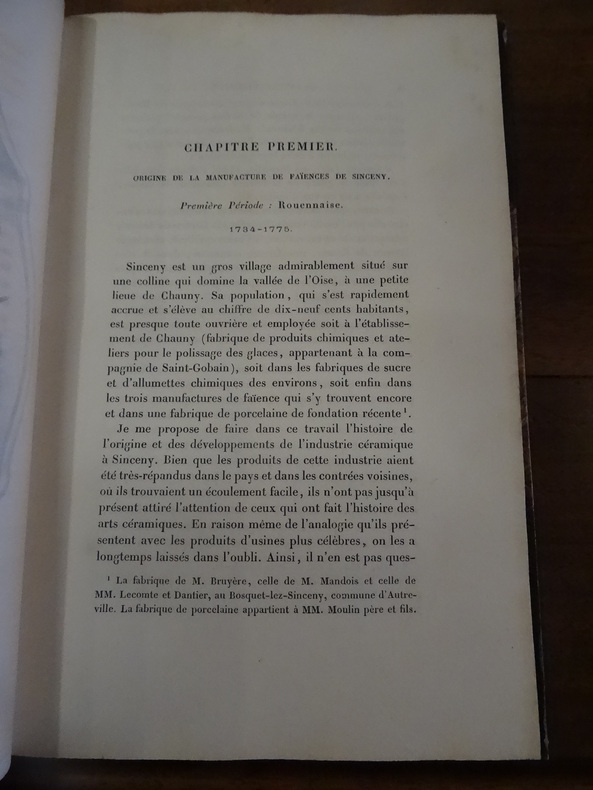 CHAPITRE PREMIER.
ORIGINE DE LA MANUFACTURE DE FAÏENCES DE SINCENY.
Première Période : Rouennaise.
1734-1775.
Sinceny est un gros village admirablement situé sur
une colline qui domine la vallée de l'Oise, à une petite
lieue de Chauny. Sa population, qui s'est rapidement
accrue et s'élève au chiffre de dix-neuf cents habitants,
est presque toute ouvrière et employée soit à l'établisse-
ment de Chauny (fabrique de produits chimiques et ate-
liers pour le polissage des glaces, appartenant à la com-
pagnie de Saint-Gobain), soit dans les fabriques de sucre
et d'allumettes chimiques des environs, soit enfin dans
les trois manufactures de faïence qui s'y trouvent encore
et dans une fabrique de porcelaine de fondation récente¹.
Je me propose de faire dans ce travail l'histoire de
l'origine et des développements de l'industrie céramique
à Sinceny. Bien que les produits de cette industrie aient
été très-répandus dans le pays et dans les contrées voisines,
où ils trouvaient un écoulement facile, ils n'ont pas jusqu'à
présent attiré l'attention de ceux qui ont fait l'histoire des
arts céramiques. En raison même de l'analogie qu'ils pré-
sentent avec les produits d'usines plus célèbres, on les a
longtemps laissés dans l'oubli. Ainsi, il n'en est pas ques-
¹ La fabrique de M. Bruyère, celle de M. Mandois et celle de
MM. Lecomte et Dantier, au Bosquet-lez-Sinceny, commune d'Autre-
ville. La fabrique de porcelaine appartient à MM. Moulin père et fils.